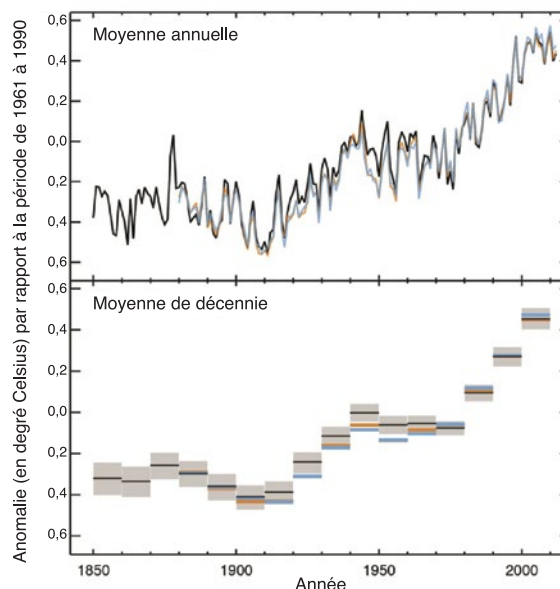 Anomalie (en degré Celsius) par rapport à la période de 1961 à 1990
Moyenne annuelle
0,6
0,4
0,2
0,0
0,2
0,4
0,6
Moyenne de décennie
0,6
0,4
0,2
0,0
0,2
0,4
0,6
1850 1900 1950 2000
Année